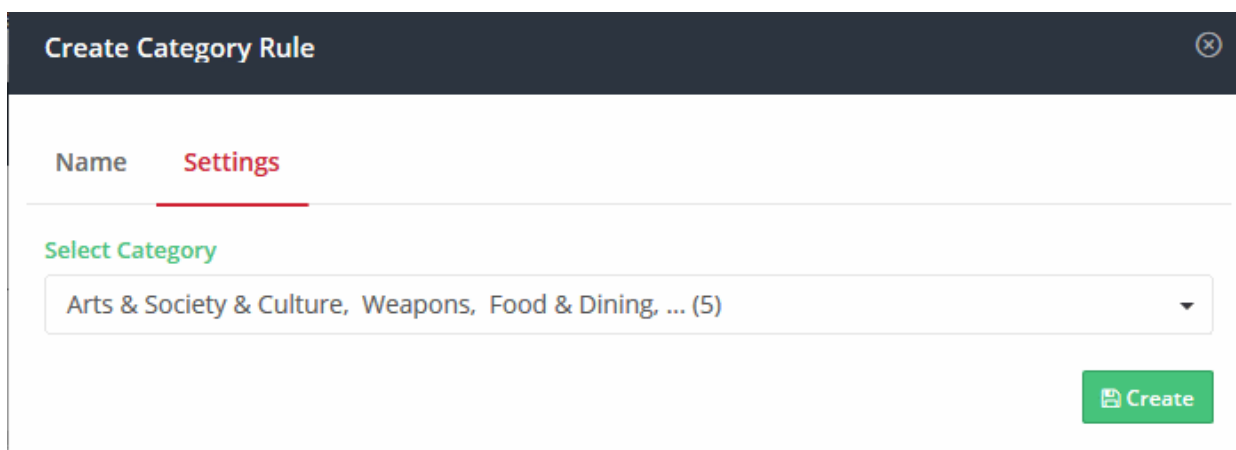 Create Category Rule
Name Settings
Select Category
Arts & Society & Culture, Weapons, Food & Dining, ... (5)
Create